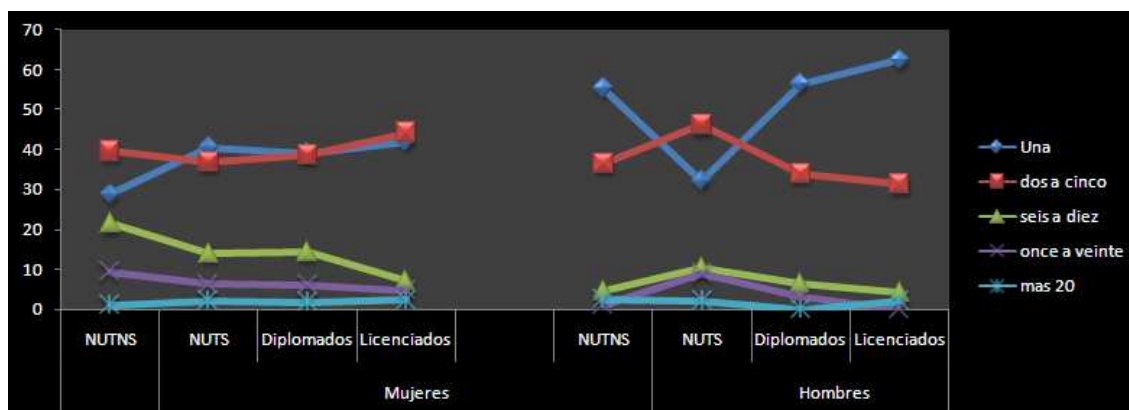 70
60
50
40
30
20
10
0
NUTNS NUTS Diplomados Licenciados NUTNS NUTS Diplomados Licenciados
Mujeres Hombres
Una
dos a cinco
seis a diez
once a veinte
mas 20